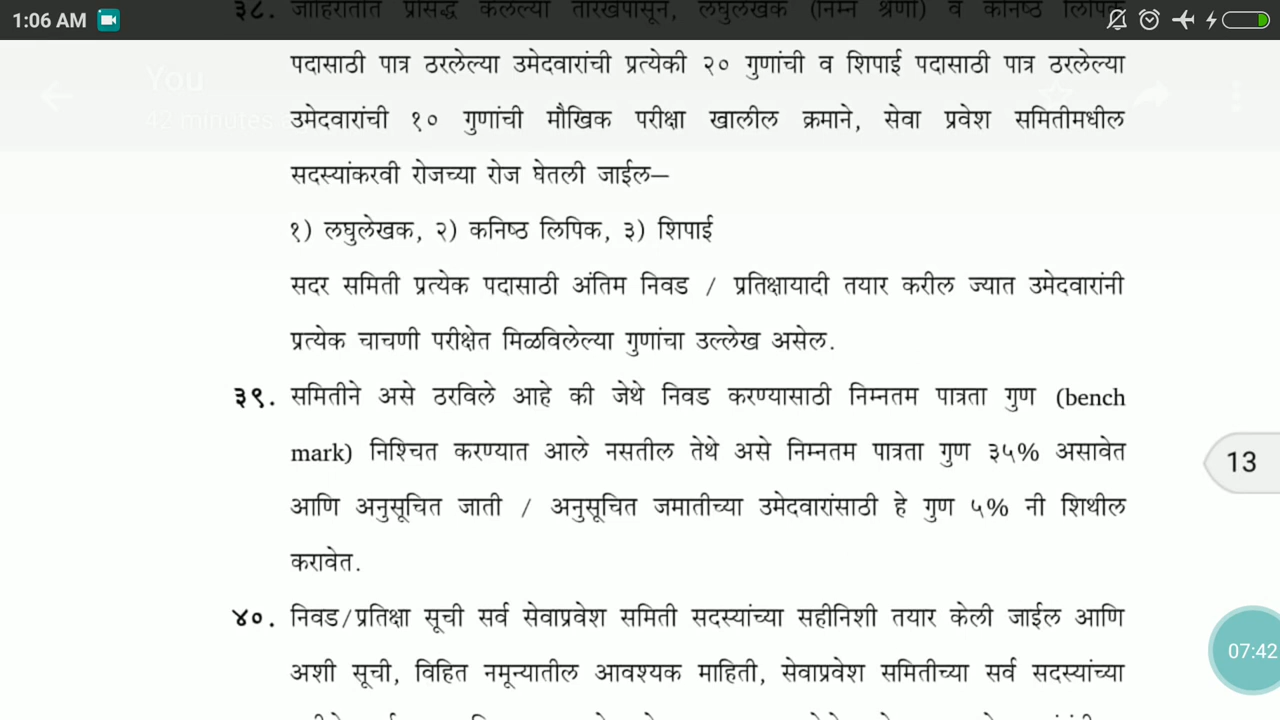 1:06 AM
३८. जाहिरातीत प्रसिद्ध केलेल्या तारखेपासून, लघुलेखक (निम्न श्रेणी) व कनिष्ठ लिपिक
You
पदासाठी पात्र ठरलेल्या उमेदवारांची प्रत्येकी २० गुणांची व शिपाई पदासाठी पात्र ठरलेल्या
42 minutes
उमेदवारांची १० गुणांची मौखिक परीक्षा खालील क्रमाने, सेवा प्रवेश समितीमधील
सदस्यांकरवी रोजच्या रोज घेतली जाईल—
१) लघुलेखक, २) कनिष्ठ लिपिक, ३) शिपाई
सदर समिती प्रत्येक पदासाठी अंतिम निवड / प्रतिक्षायादी तयार करील ज्यात उमेदवारांनी
प्रत्येक चाचणी परीक्षेत मिळविलेल्या गुणांचा उल्लेख असेल.
३९. समितीने असे ठरविले आहे की जेथे निवड करण्यासाठी निम्नतम पात्रता गुण (bench
mark) निश्चित करण्यात आले नसतील तेथे असे निम्नतम पात्रता गुण ३५% असावेत
13
आणि अनुसूचित जाती / अनुसूचित जमातीच्या उमेदवारांसाठी हे गुण ५% नी शिथील
करावेत.
४०. निवड/प्रतिक्षा सूची सर्व सेवाप्रवेश समिती सदस्यांच्या सहीनिशी तयार केली जाईल आणि
07:42
अशी सूची, विहित नमून्यातील आवश्यक माहिती, सेवाप्रवेश समितीच्या सर्व सदस्यांच्या